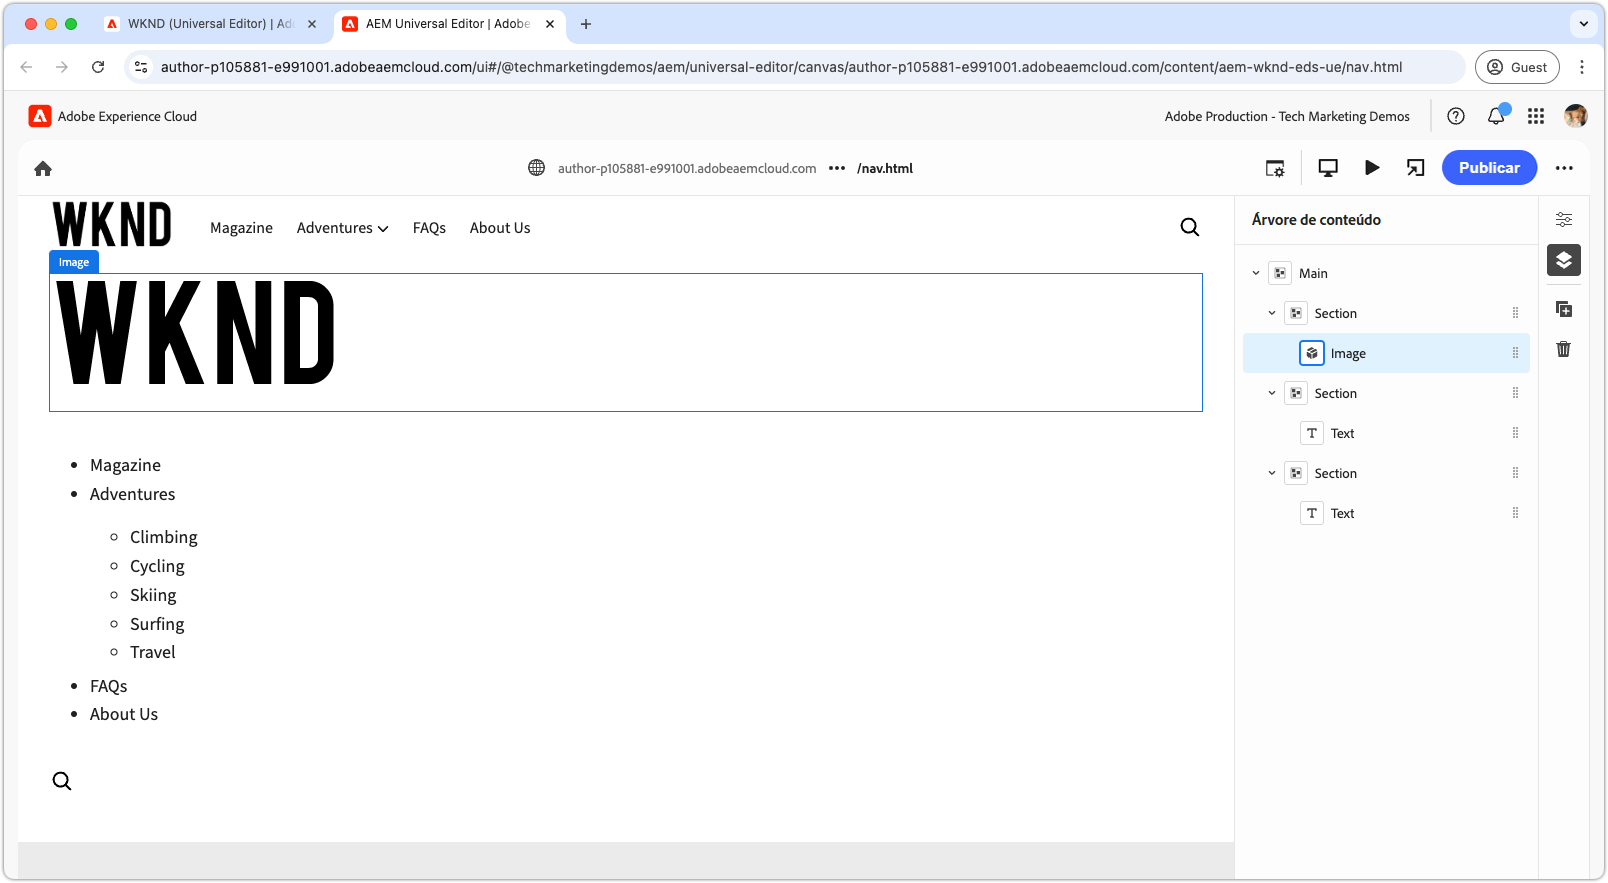 WKND (Universal Editor) | Ad
AEM Universal Editor | Adobe
author-p105881-e991001.adobeaemcloud.com/ui#/@techmarketingdemos/aem/universal-editor/canvas/author-p105881-e991001.adobeaemcloud.com/content/aem-wknd-eds-ue/nav.html
Guest
Adobe Experience Cloud
Adobe Production - Tech Marketing Demos
author-p105881-e991001.adobeaemcloud.com ••• /nav.html
Publicar
WKND Magazine Adventures FAQs About Us
Image
WKND
Magazine
Adventures
Climbing
Cycling
Skiing
Surfing
Travel
FAQs
About Us
Árvore de conteúdo
Main
Section
Image
Section
T Text
Section
T Text